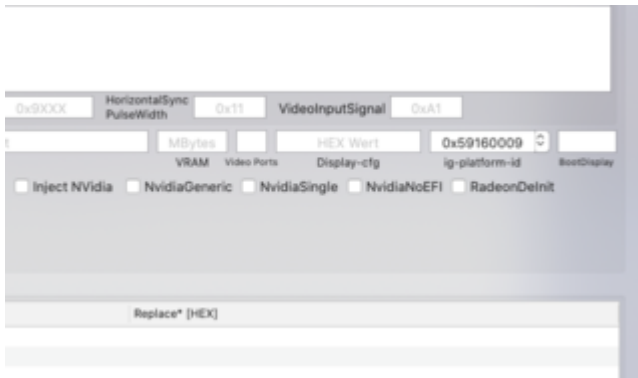 0x9XXX HorizontalSync PulseWidth 0x11 VideoInputSignal 0xA1
t MBytes HEX Wert 0x59160009
VRAM Video Ports Display-cfg ig-platform-id BootDisplay
Inject NVidia NvidiaGeneric NvidiaSingle NvidiaNoEFI RadeonDeInit
Replace* [HEX]